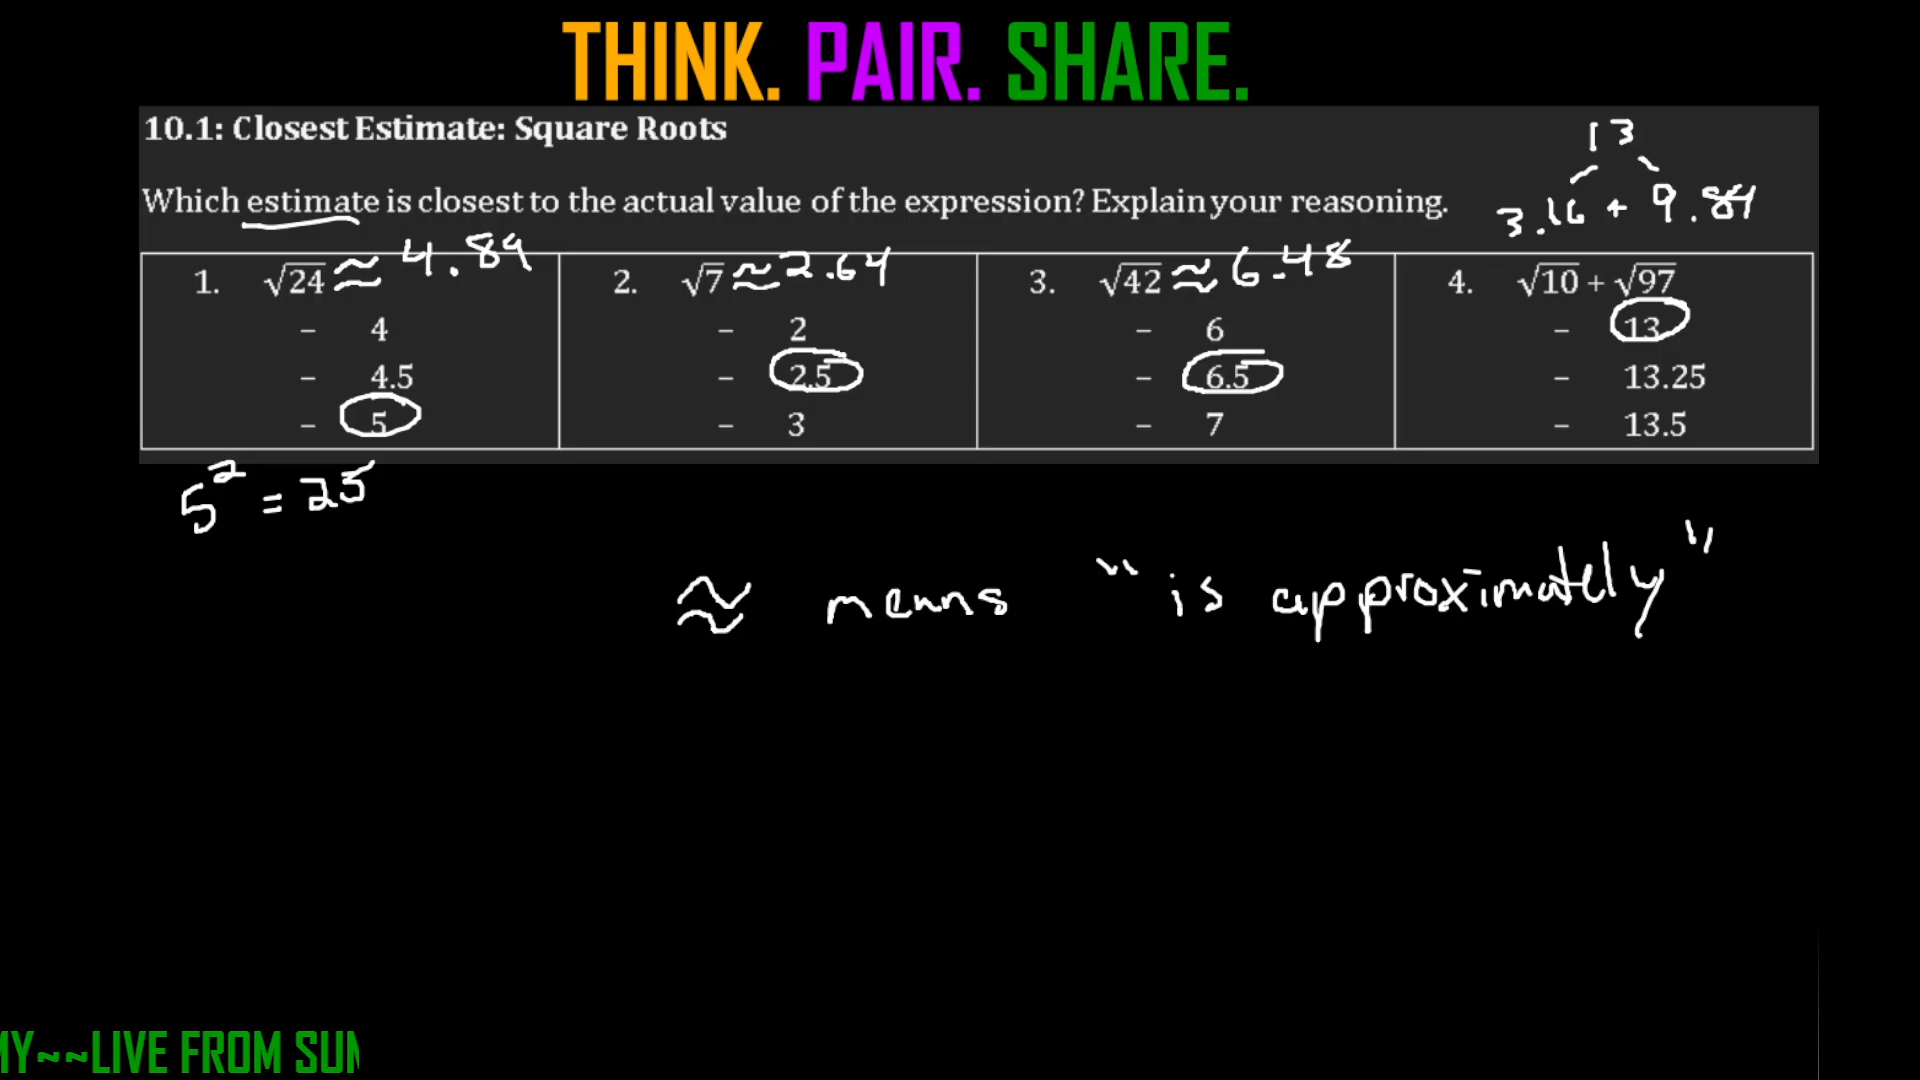 THINK. PAIR. SHARE.
10.1: Closest Estimate: Square Roots
13
Which estimate is closest to the actual value of the expression? Explain your reasoning.
3.16 + 9.84
1. √24 ≈ 4.89
– 4
– 4.5
– 5
2. √7 ≈ 2.64
– 2
– 2.5
– 3
3. √42 ≈ 6.48
– 6
– 6.5
– 7
4. √10 + √97
– 13
– 13.25
– 13.5
5² = 25
≈ means "is approximately"
MY~~LIVE FROM SUN